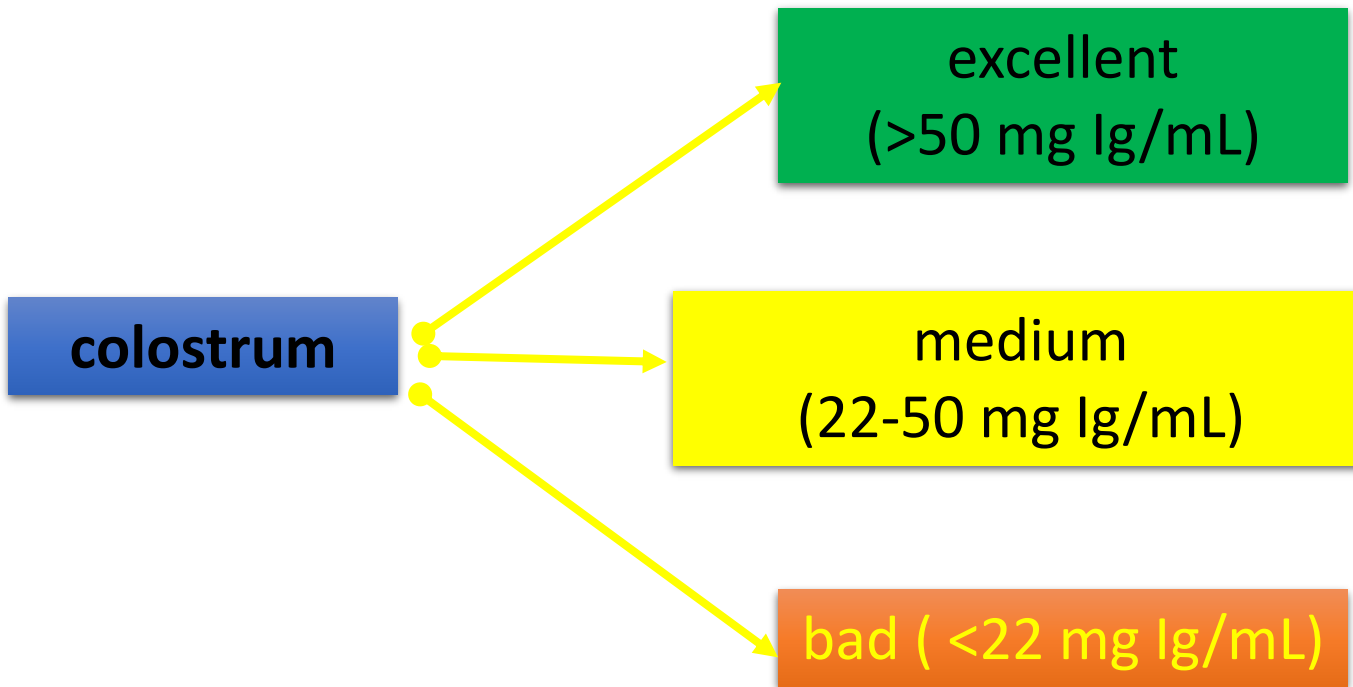 excellent
(>50 mg Ig/mL)
colostrum
medium
(22-50 mg Ig/mL)
bad ( <22 mg Ig/mL)